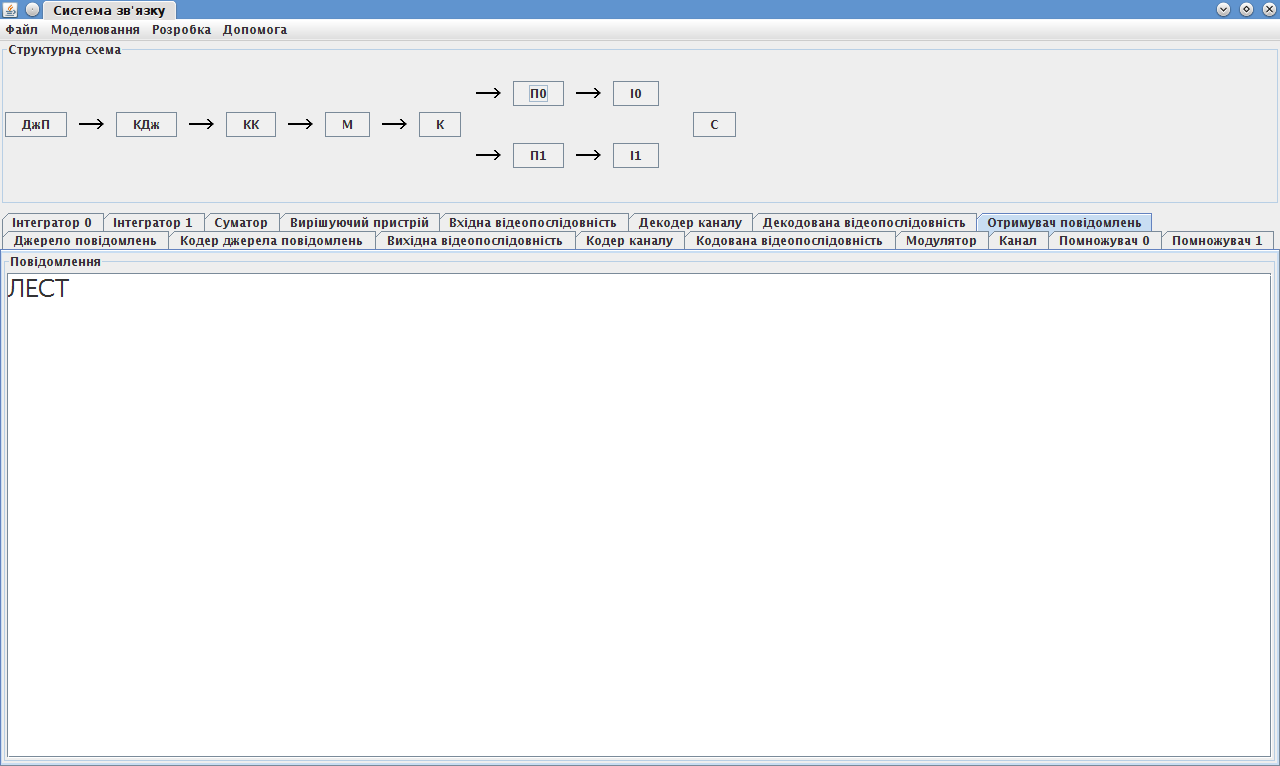 Система зв'язку
Файл Моделювання Розробка Допомога
Структурна схема
П0 І0
ДжП КДж КК М К С
П1 І1
Інтегратор 0 Інтегратор 1 Суматор Вирішуючий пристрій Вхідна відеопослідовність Декодер каналу Декодована відеопослідовність Отримувач повідомлень
Джерело повідомлень Кодер джерела повідомлень Вихідна відеопослідовність Кодер каналу Кодована відеопослідовність Модулятор Канал Помножувач 0 Помножувач 1
Повідомлення
ЛЕСТ